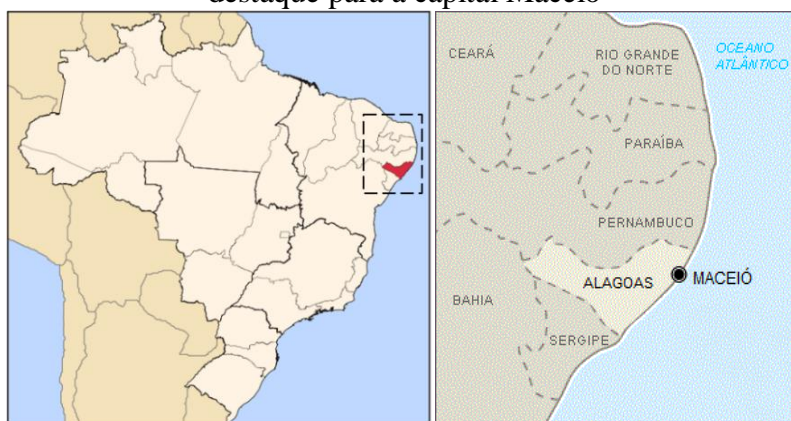 destaque para a capital Maceió
CEARÁ
RIO GRANDE
DO NORTE
OCEANO
ATLÂNTICO
PARAÍBA
PERNAMBUCO
ALAGOAS
MACEIÓ
BAHIA
SERGIPE